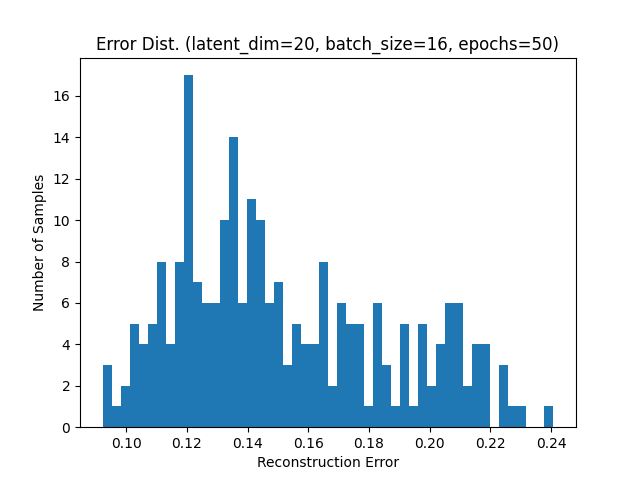 Error Dist. (latent_dim=20, batch_size=16, epochs=50)
16
14
12
10
8
6
4
2
0
Number of Samples
0.10 0.12 0.14 0.16 0.18 0.20 0.22 0.24
Reconstruction Error